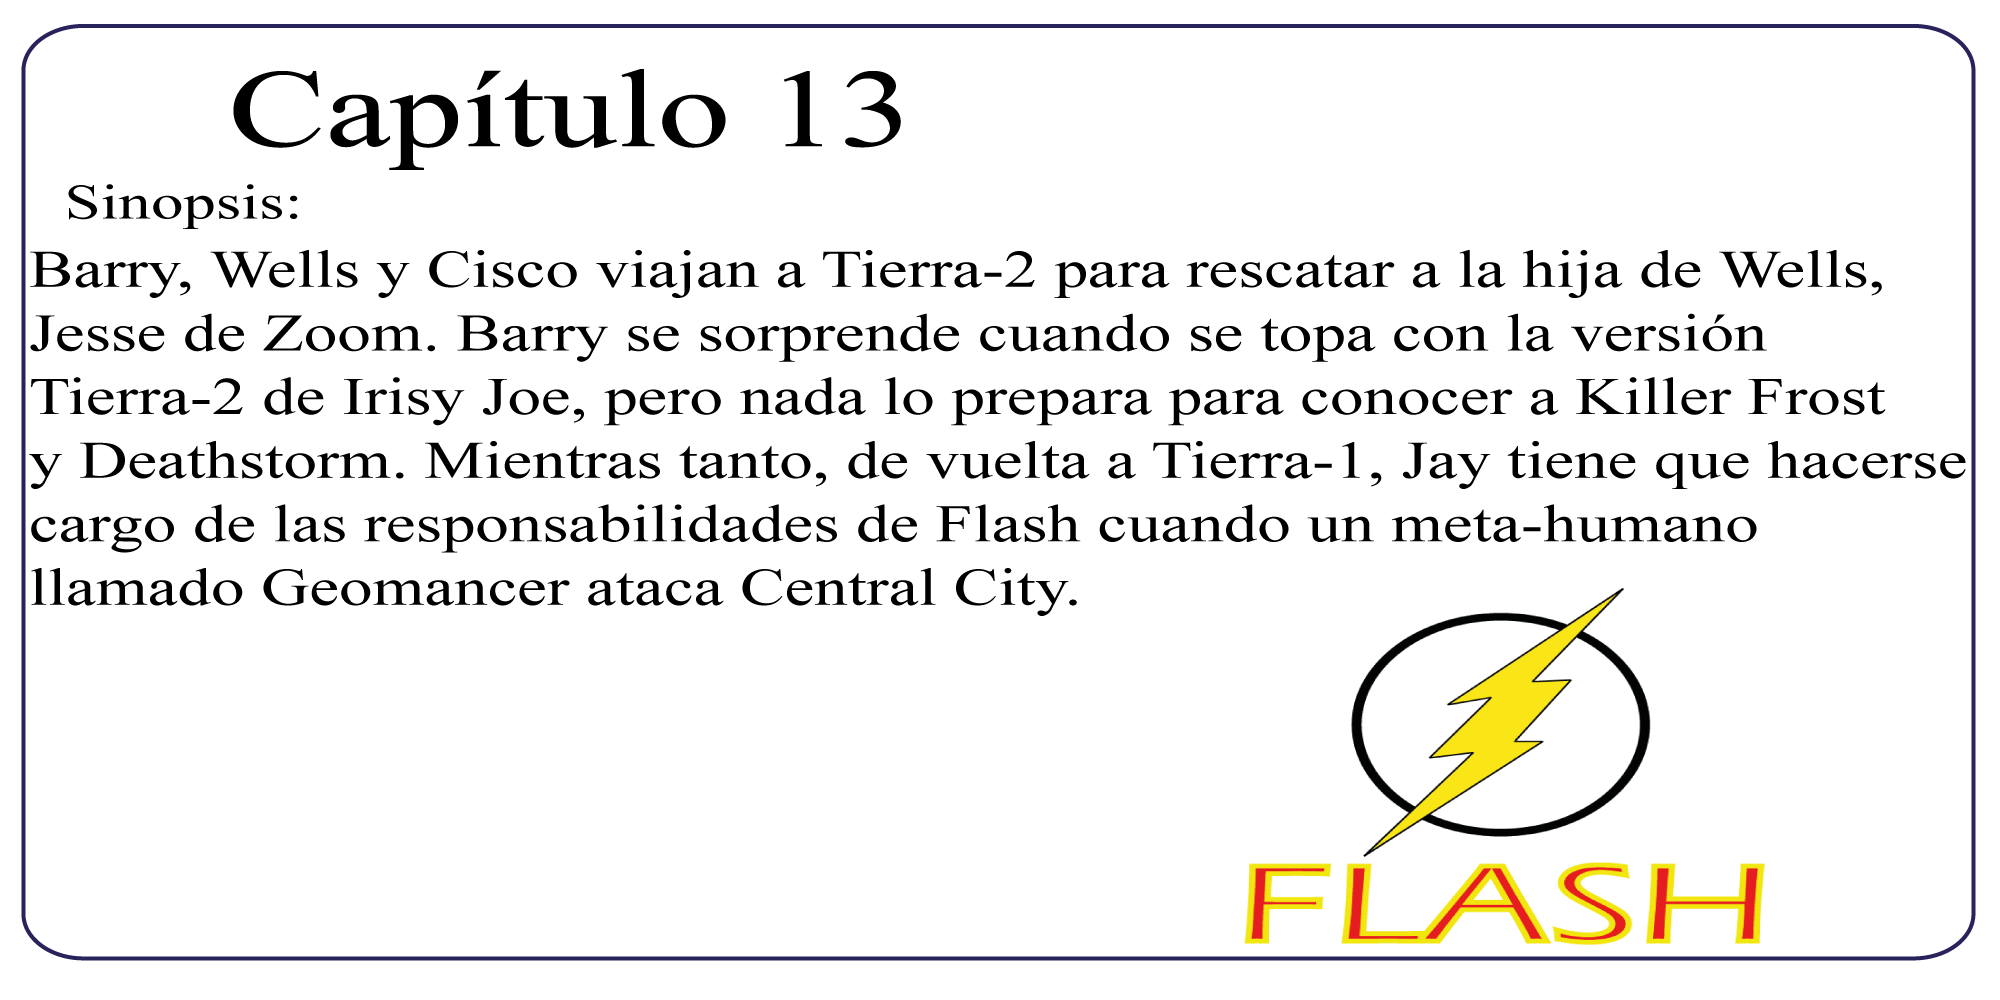 Capítulo 13
Sinopsis:
Barry, Wells y Cisco viajan a Tierra-2 para rescatar a la hija de Wells,
Jesse de Zoom. Barry se sorprende cuando se topa con la versión
Tierra-2 de Irisy Joe, pero nada lo prepara para conocer a Killer Frost
y Deathstorm. Mientras tanto, de vuelta a Tierra-1, Jay tiene que hacerse
cargo de las responsabilidades de Flash cuando un meta-humano
llamado Geomancer ataca Central City.
FLASH